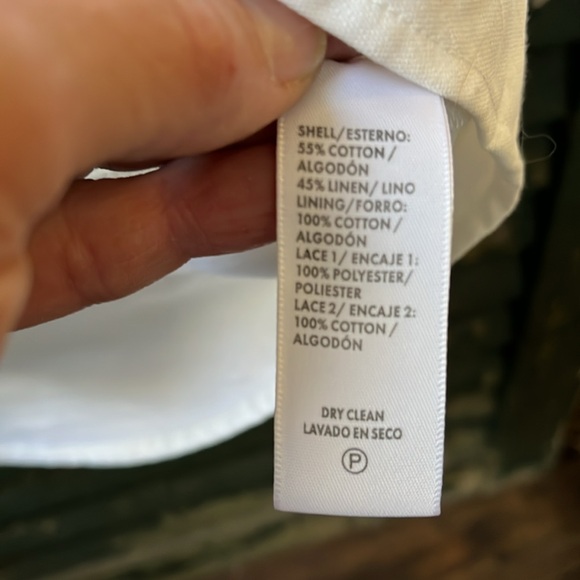 SHELL/ESTERNO:
55% COTTON/
ALGODÓN
45% LINEN/ LINO
LINING/FORRO:
100% COTTON/
ALGODÓN
LACE 1/ ENCAJE 1:
100% POLYESTER/
POLIESTER
LACE 2/ ENCAJE 2:
100% COTTON/
ALGODÓN
DRY CLEAN
LAVADO EN SECO
P